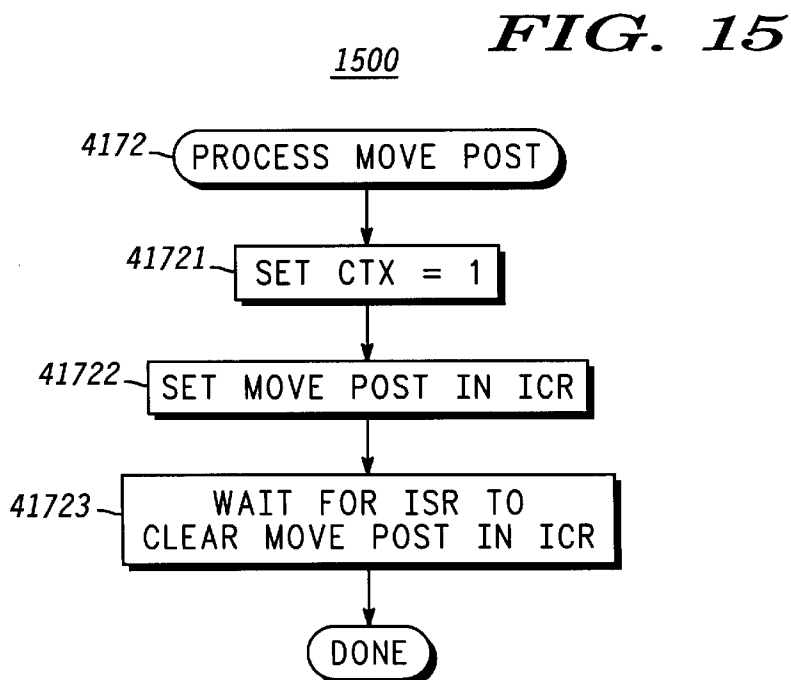 FIG. 15
1500
4172
PROCESS MOVE POST
41721
SET CTX = 1
41722
SET MOVE POST IN ICR
41723
WAIT FOR ISR TO
CLEAR MOVE POST IN ICR
DONE